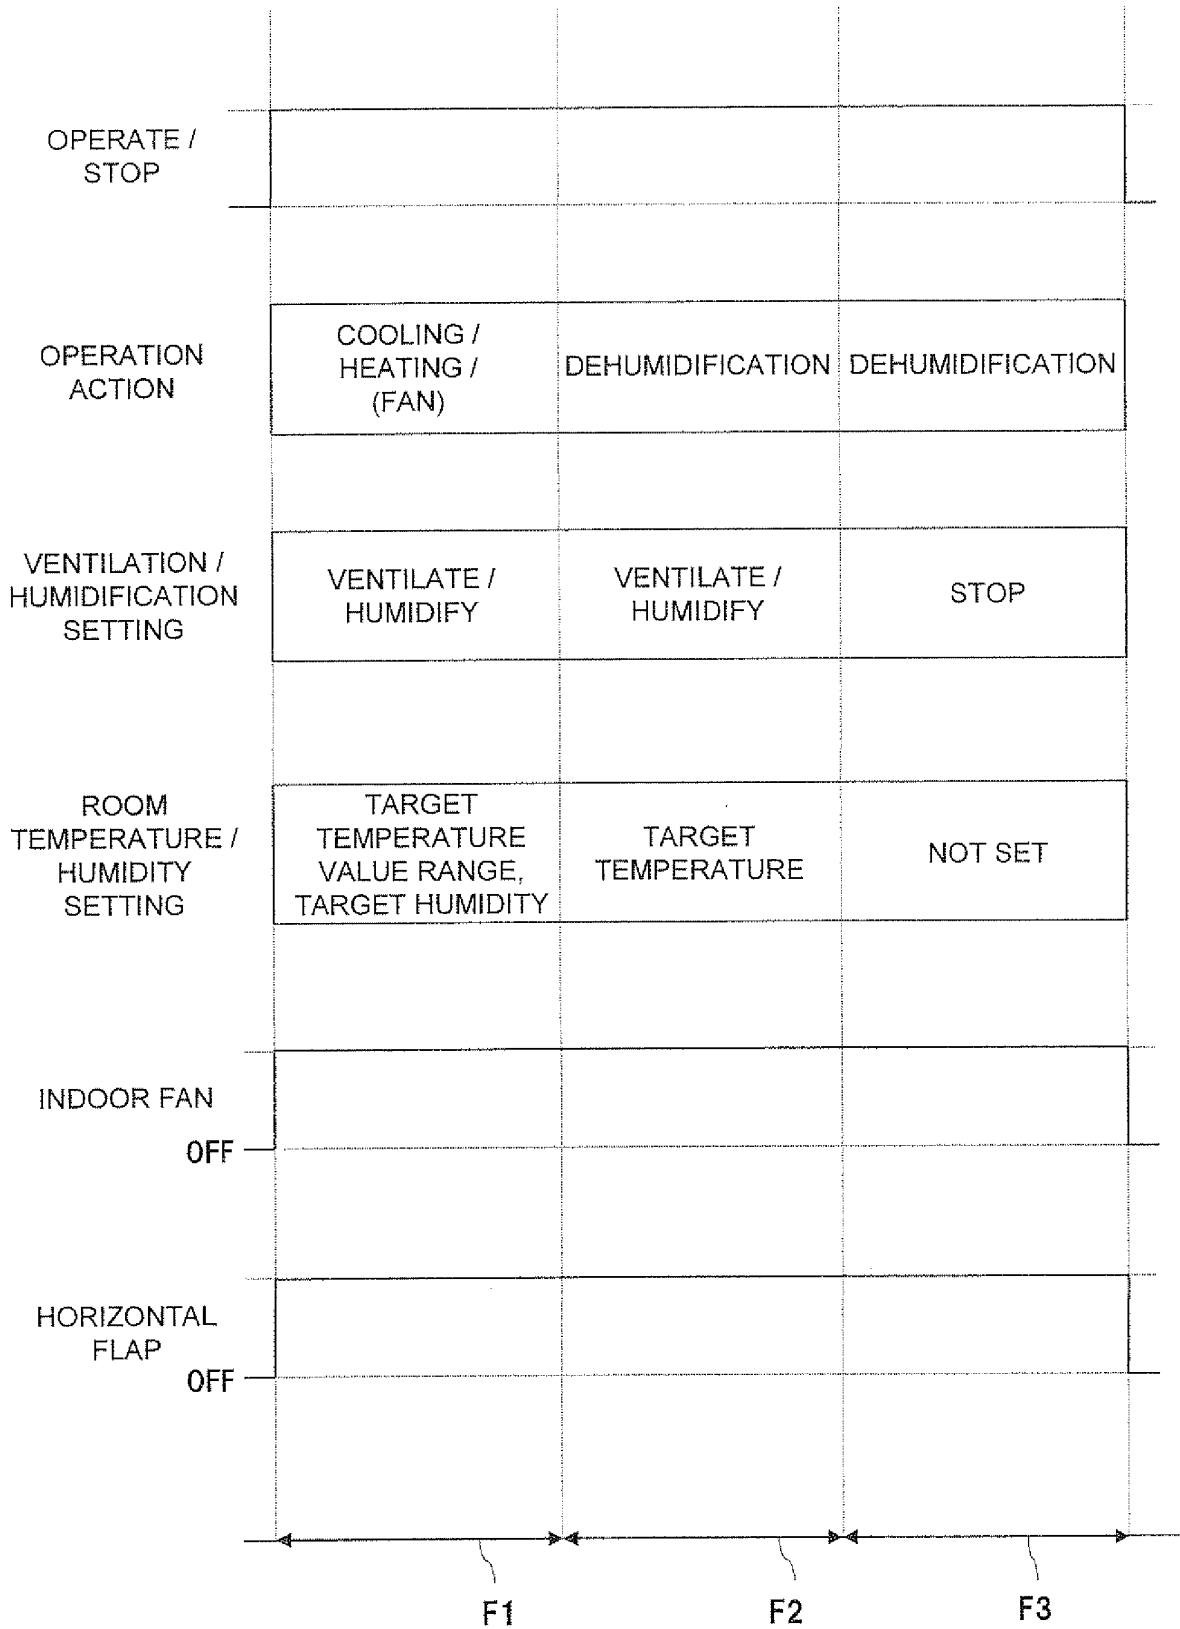 OPERATE /
STOP
OPERATION
ACTION
COOLING /
HEATING /
(FAN)
DEHUMIDIFICATION
DEHUMIDIFICATION
VENTILATION /
HUMIDIFICATION
SETTING
VENTILATE /
HUMIDIFY
VENTILATE /
HUMIDIFY
STOP
ROOM
TEMPERATURE /
HUMIDITY
SETTING
TARGET
TEMPERATURE
VALUE RANGE,
TARGET HUMIDITY
TARGET
TEMPERATURE
NOT SET
INDOOR FAN
OFF
HORIZONTAL
FLAP
OFF
F1
F2
F3